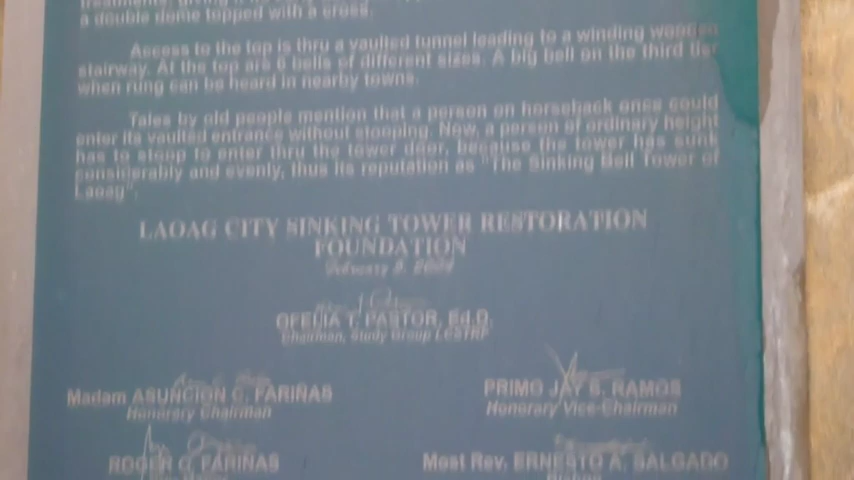 a double dome topped with a cross.
Access to the top is thru a vaulted tunnel leading to a winding wooden
stairway. At the top are 6 bells of different sizes. A big bell on the third tier
when rung can be heard in nearby towns.
Tales by old people mention that a person on horseback once could
enter its vaulted entrance without stooping. Now, a person of ordinary height
has to stoop to enter thru the tower door, because the tower has sunk
considerably and evenly, thus its reputation as "The Sinking Bell Tower of
Laoag".
LAOAG CITY SINKING TOWER RESTORATION
FOUNDATION
February
OFELIA T. PASTOR, Ed.D.
Chairman, Study Group LCSTRF
Madam ASUNCION C. FARIÑAS
Honorary Chairman
PRIMO JAY S. RAMOS
Honorary Vice-Chairman
ROGER C. FARIÑAS
Most Rev. ERNESTO A. SALGADO
Bishop